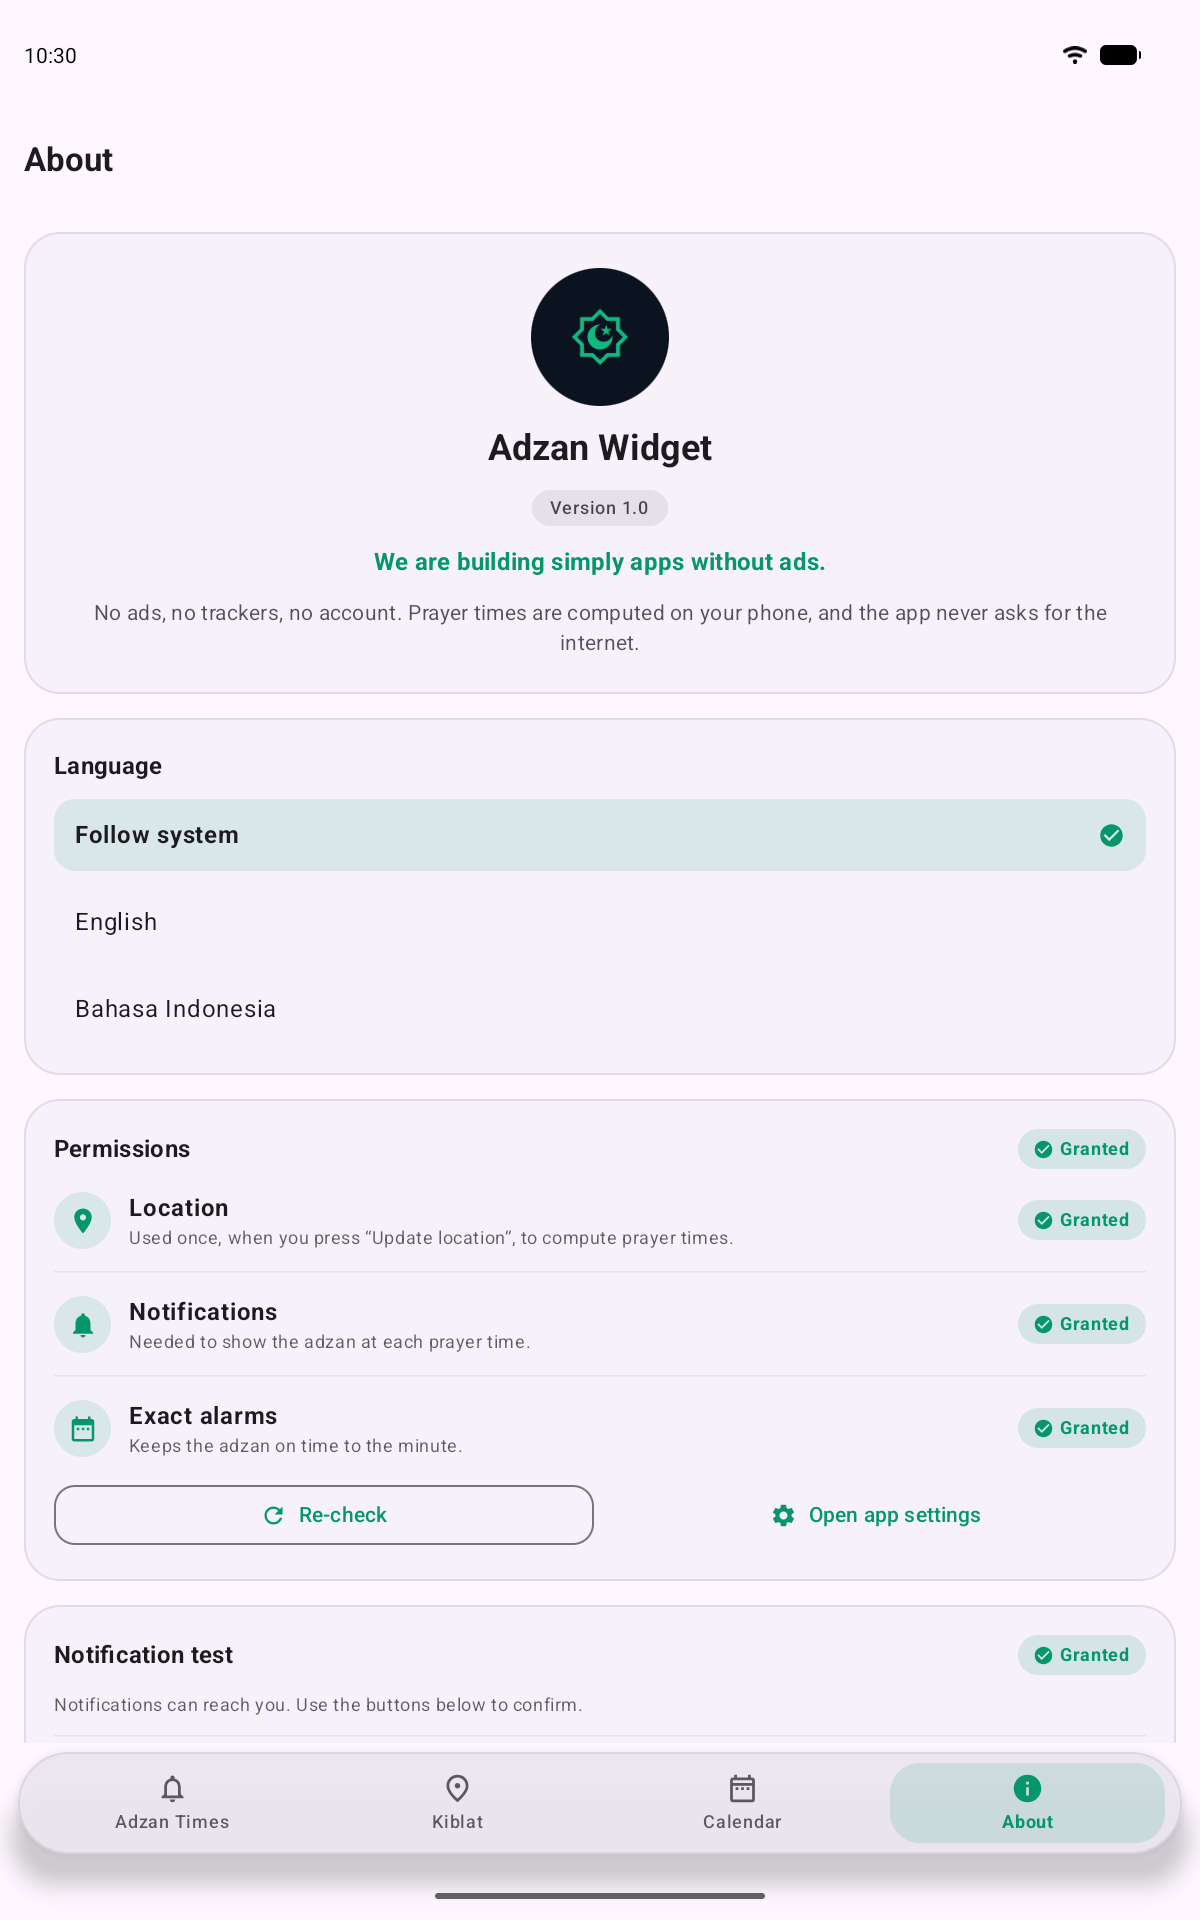 10:30
About
Adzan Widget
Version 1.0
We are building simply apps without ads.
No ads, no trackers, no account. Prayer times are computed on your phone, and the app never asks for the
internet.
Language
Follow system
English
Bahasa Indonesia
Permissions
Granted
Location
Used once, when you press “Update location”, to compute prayer times.
Granted
Notifications
Needed to show the adzan at each prayer time.
Granted
Exact alarms
Keeps the adzan on time to the minute.
Granted
Re-check
Open app settings
Notification test
Granted
Notifications can reach you. Use the buttons below to confirm.
Adzan Times
Kiblat
Calendar
About